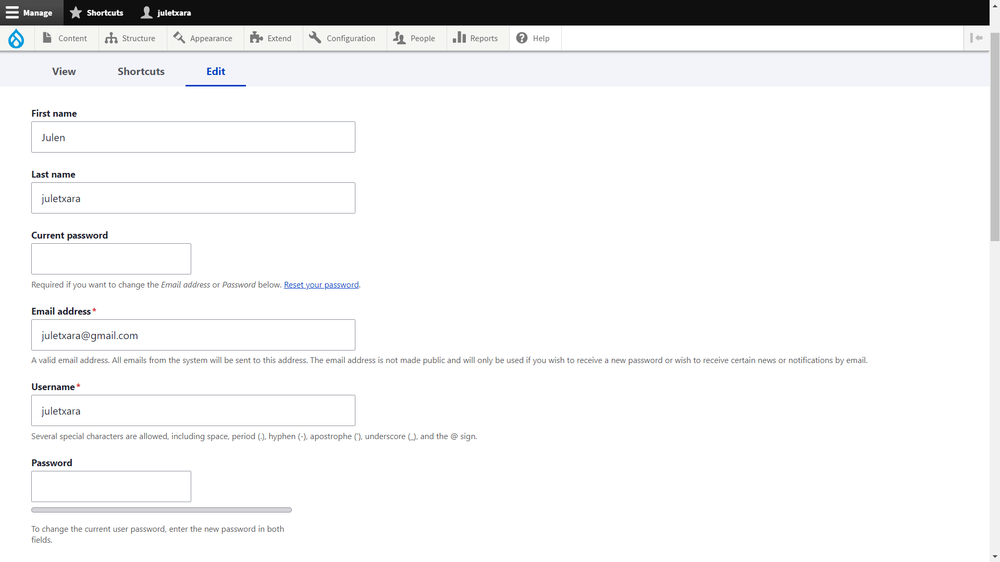 Manage Shortcuts juletxara
Content Structure Appearance Extend Configuration People Reports Help
View Shortcuts Edit
First name
Julen
Last name
juletxara
Current password
Required if you want to change the Email address or Password below. Reset your password.
Email address*
juletxara@gmail.com
A valid email address. All emails from the system will be sent to this address. The email address is not made public and will only be used if you wish to receive a new password or wish to receive certain news or notifications by email.
Username*
juletxara
Several special characters are allowed, including space, period (.), hyphen (-), apostrophe ('), underscore (_), and the @ sign.
Password
To change the current user password, enter the new password in both
fields.